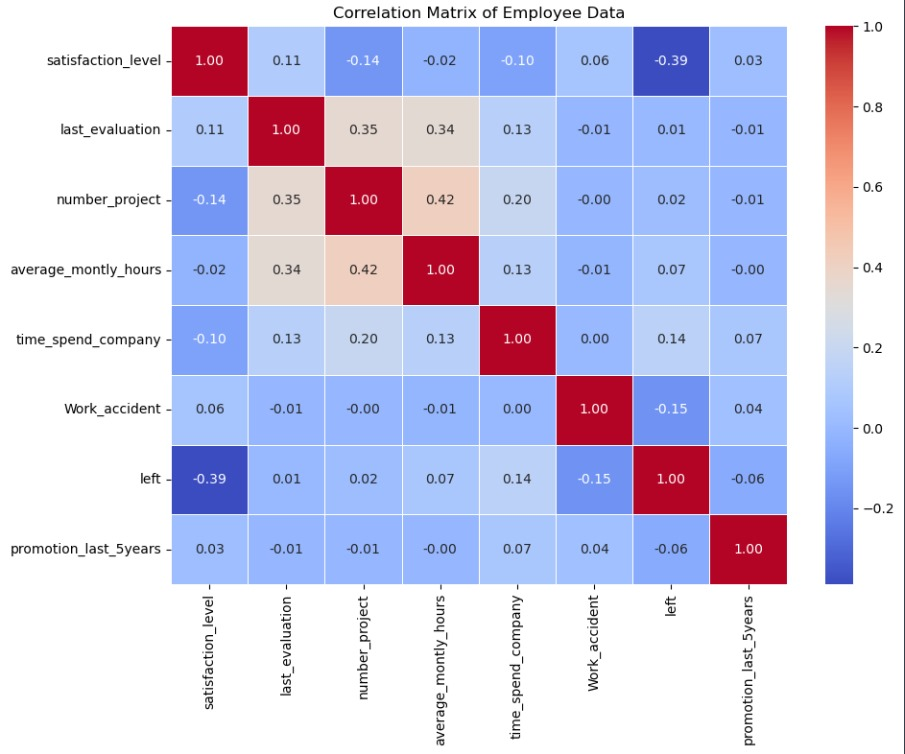 Correlation Matrix of Employee Data
satisfaction_level 1.00 0.11 -0.14 -0.02 -0.10 0.06 -0.39 0.03
last_evaluation 0.11 1.00 0.35 0.34 0.13 -0.01 0.01 -0.01
number_project -0.14 0.35 1.00 0.42 0.20 -0.00 0.02 -0.01
average_montly_hours -0.02 0.34 0.42 1.00 0.13 -0.01 0.07 -0.00
time_spend_company -0.10 0.13 0.20 0.13 1.00 0.00 0.14 0.07
Work_accident 0.06 -0.01 -0.00 -0.01 0.00 1.00 -0.15 0.04
left -0.39 0.01 0.02 0.07 0.14 -0.15 1.00 -0.06
promotion_last_5years 0.03 -0.01 -0.01 -0.00 0.07 0.04 -0.06 1.00
satisfaction_level
last_evaluation
number_project
average_montly_hours
time_spend_company
Work_accident
left
promotion_last_5years
1.0
0.8
0.6
0.4
0.2
0.0
−0.2